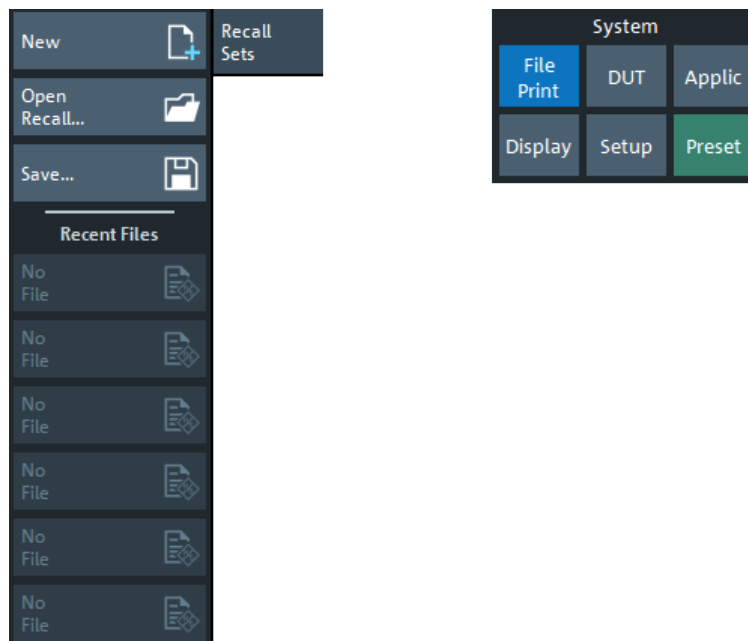 New
Recall
Sets
Open
Recall...
Save...
Recent Files
No
File
No
File
No
File
No
File
No
File
No
File
System
File
Print
DUT
Applic
Display
Setup
Preset